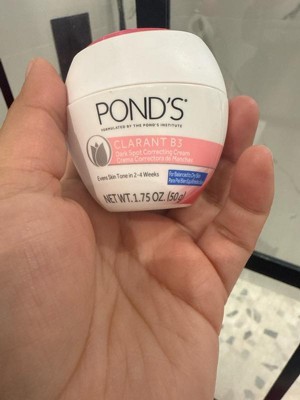 POND'S
FORMULATED BY THE POND'S INSTITUTE
CLARANT B3
Dark Spot Correcting Cream
Crema Correctora de Manchas
Evens Skin Tone in 2-4 Weeks
NET WT. 1.75 OZ. (50g)